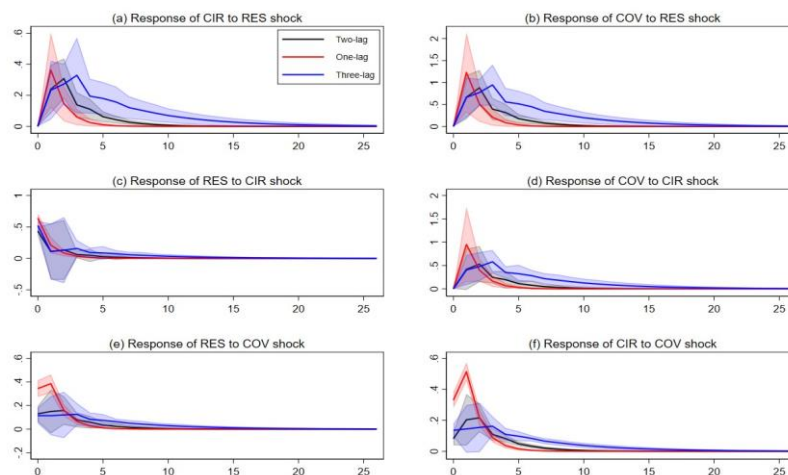 (a) Response of CIR to RES shock
.6
.4
.2
0
Two-lag
One-lag
Three-lag
0 5 10 15 20 25
(b) Response of COV to RES shock
2
1.5
1
.5
0
0 5 10 15 20 25
(c) Response of RES to CIR shock
1
.5
0
-.5
0 5 10 15 20 25
(d) Response of COV to CIR shock
2
1.5
1
.5
0
0 5 10 15 20 25
(e) Response of RES to COV shock
.6
.4
.2
0
-.2
0 5 10 15 20 25
(f) Response of CIR to COV shock
.6
.4
.2
0
0 5 10 15 20 25